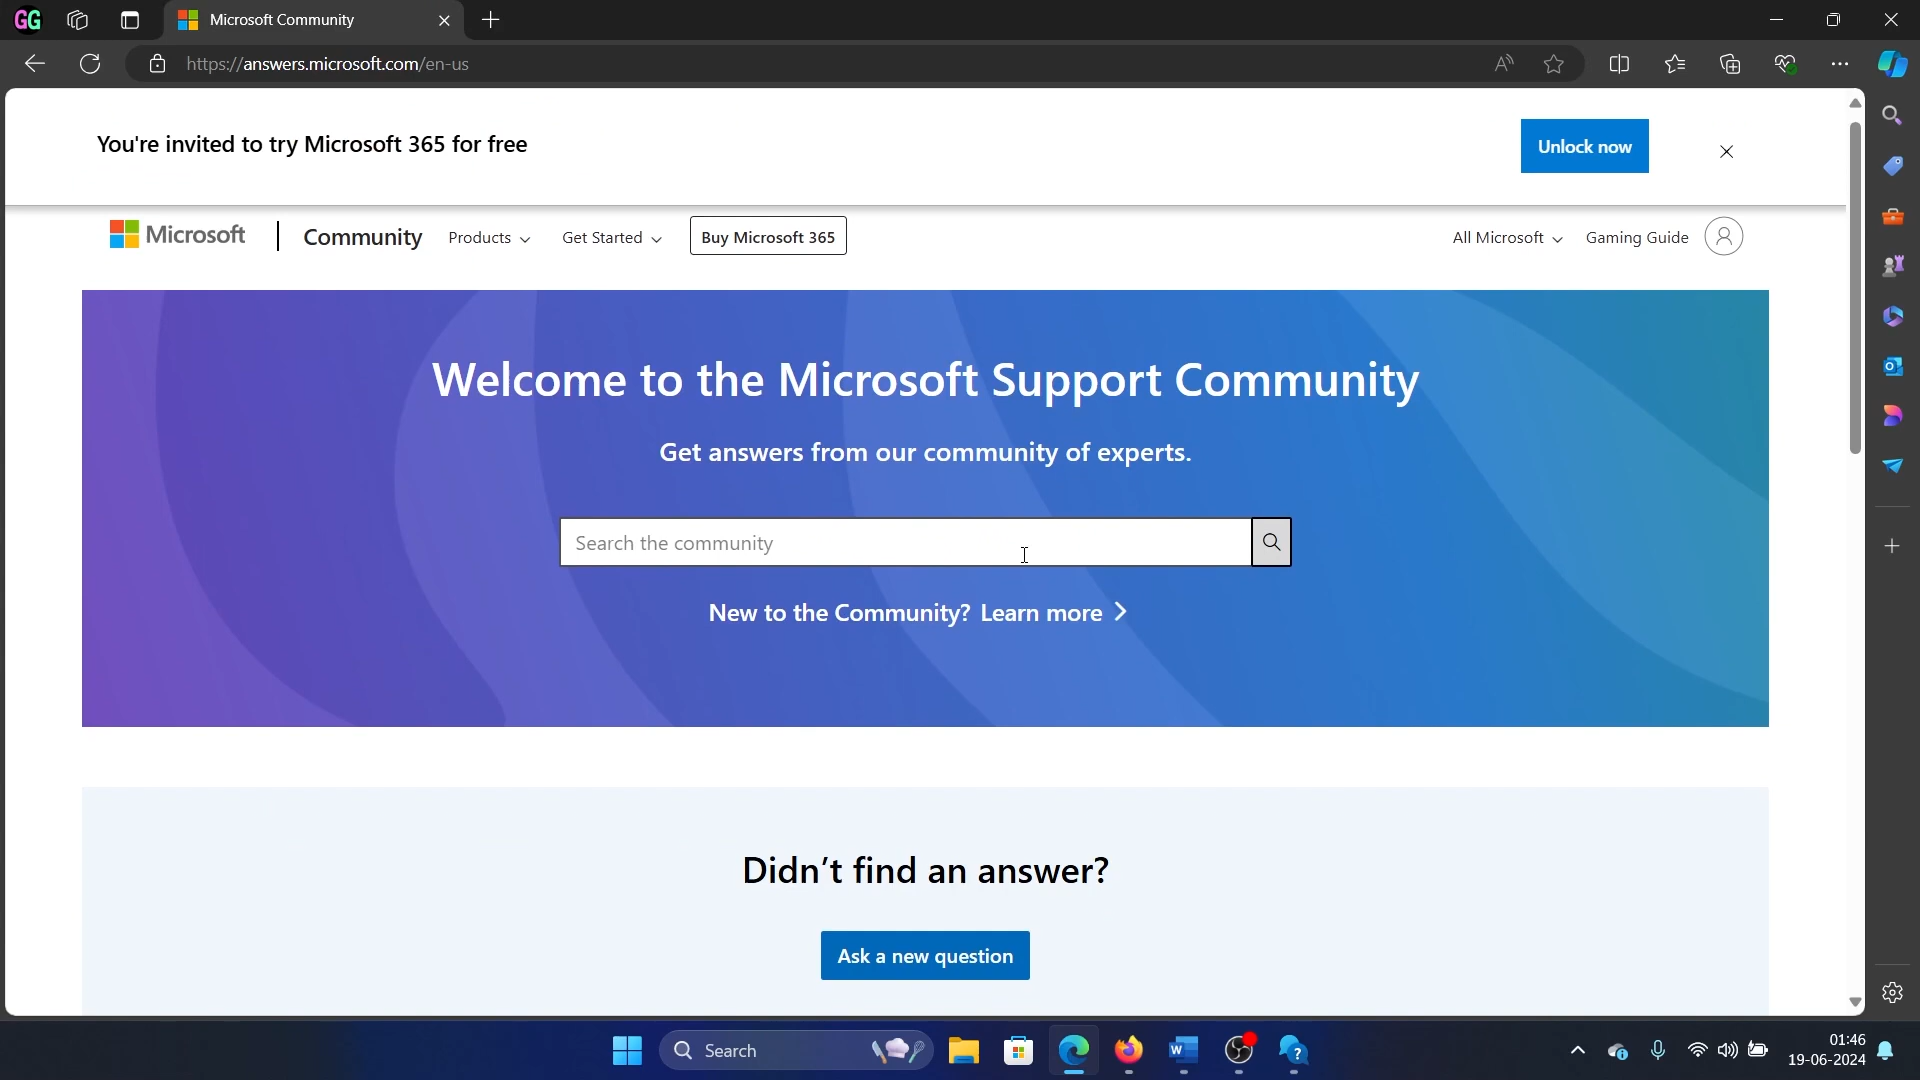 Microsoft Community
https://answers.microsoft.com/en-us
You're invited to try Microsoft 365 for free
Unlock now
Microsoft
Community
Products
Get Started
Buy Microsoft 365
All Microsoft
Gaming Guide
Welcome to the Microsoft Support Community
Get answers from our community of experts.
Search the community
New to the Community? Learn more
Didn't find an answer?
Ask a new question
Search
01:46
19-06-2024